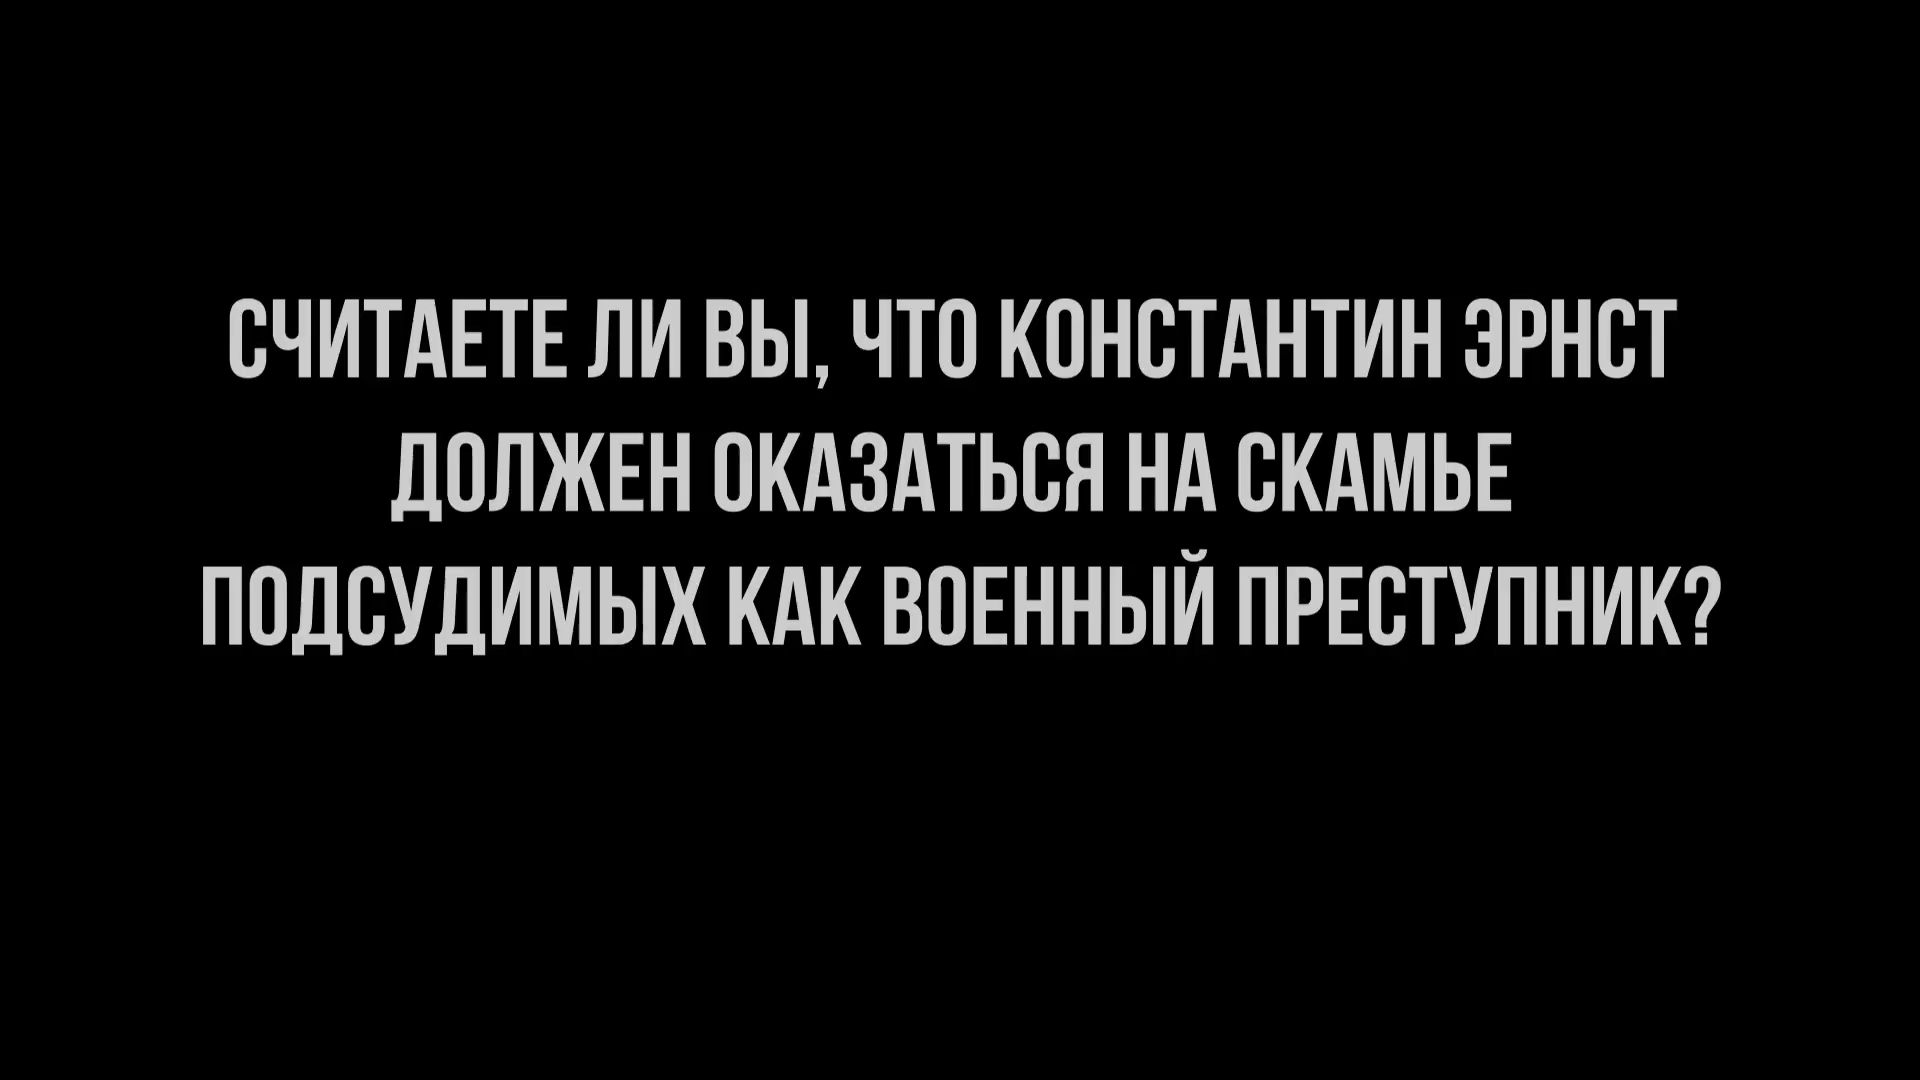 СЧИТАЕТЕ ЛИ ВЫ, ЧТО КОНСТАНТИН ЭРНСТ
ДОЛЖЕН ОКАЗАТЬСЯ НА СКАМЬЕ
ПОДСУДИМЫХ КАК ВОЕННЫЙ ПРЕСТУПНИК?